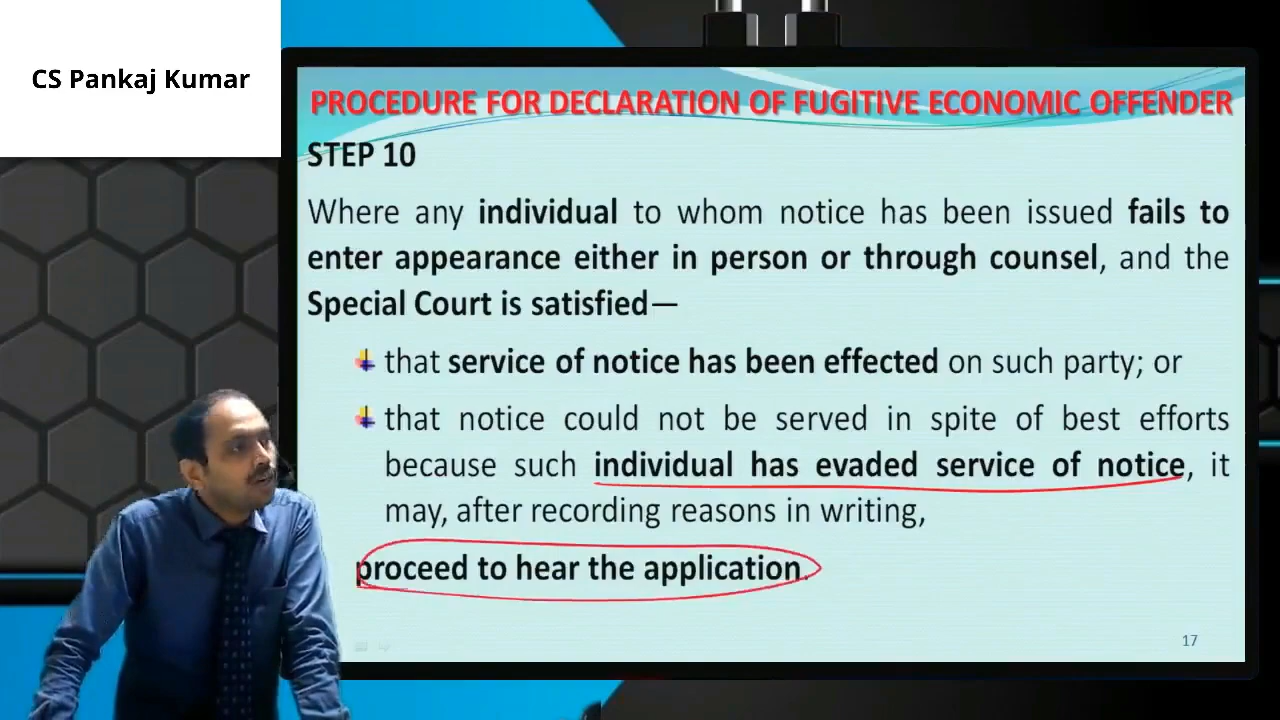 CS Pankaj Kumar
PROCEDURE FOR DECLARATION OF FUGITIVE ECONOMIC OFFENDER
STEP 10
Where any individual to whom notice has been issued fails to
enter appearance either in person or through counsel, and the
Special Court is satisfied—
that service of notice has been effected on such party; or
that notice could not be served in spite of best efforts
because such individual has evaded service of notice, it
may, after recording reasons in writing,
proceed to hear the application.
17